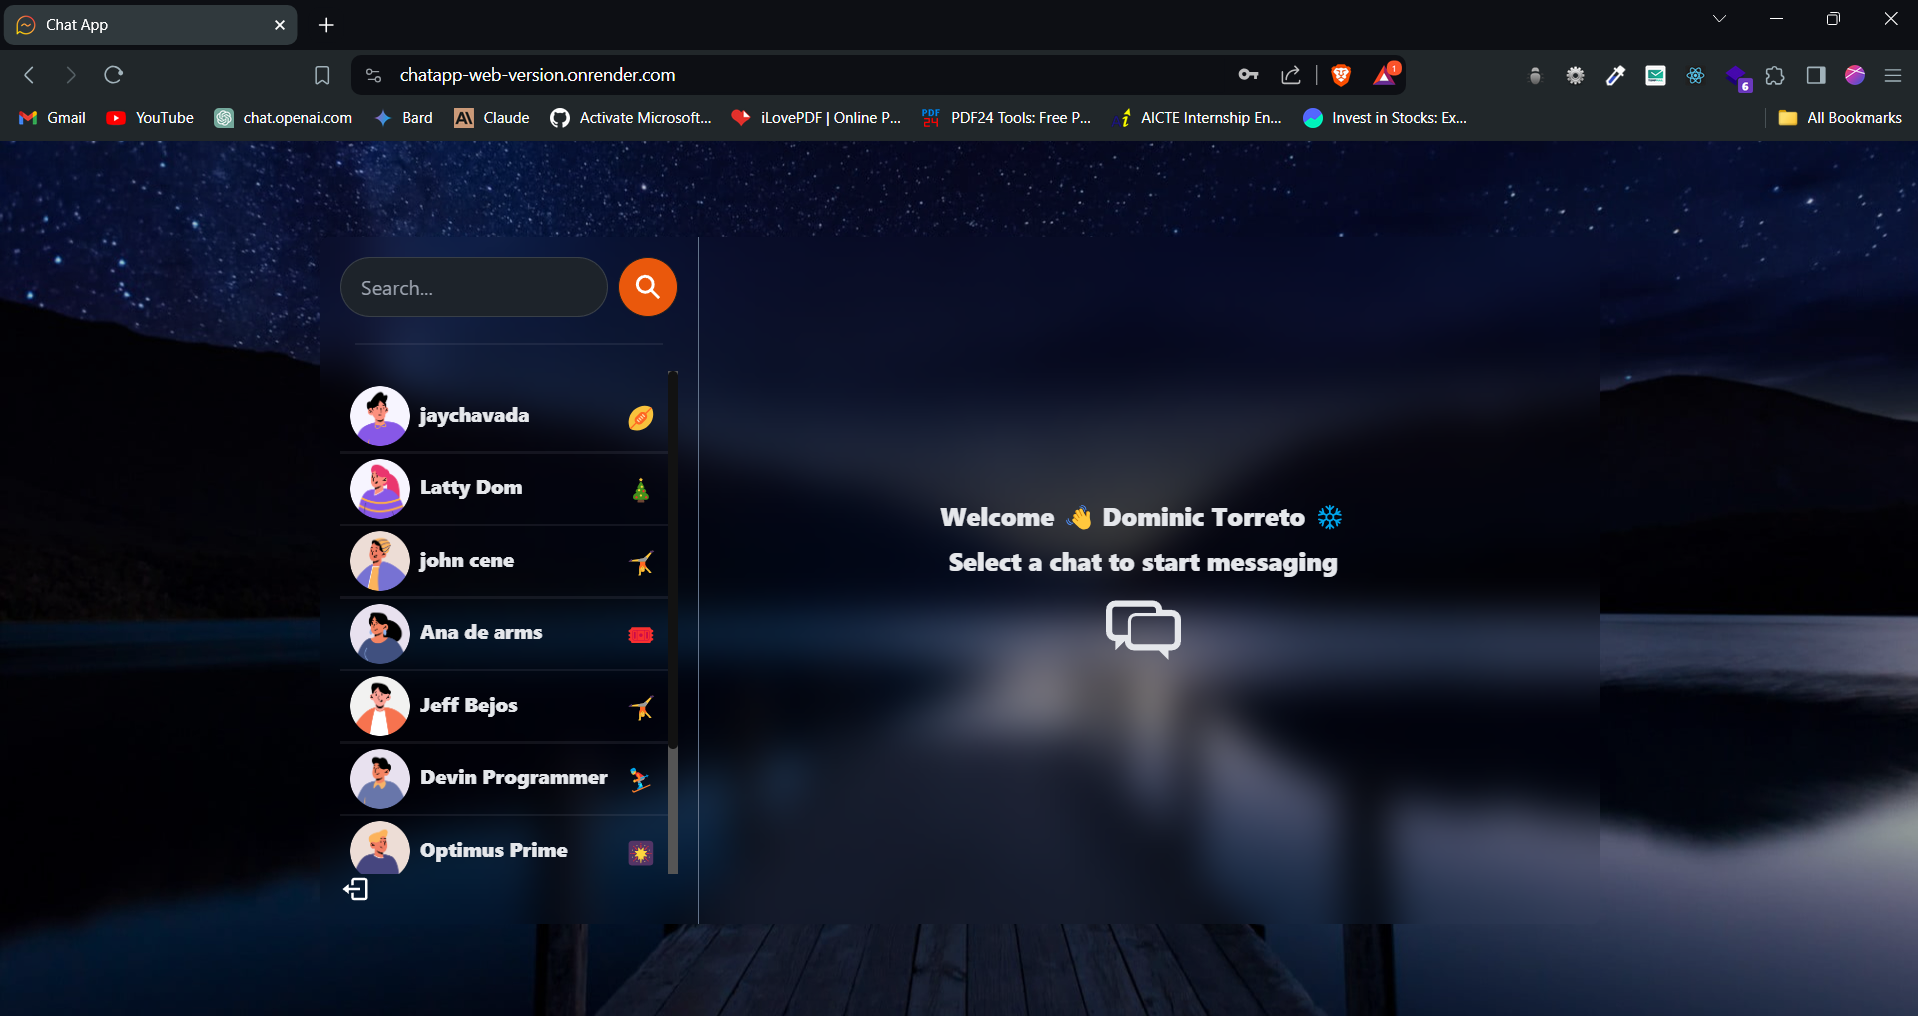 Chat App
chatapp-web-version.onrender.com
1
6
Gmail YouTube chat.openai.com Bard Claude Activate Microsoft... iLovePDF | Online P... PDF24 Tools: Free P... AICTE Internship En... Invest in Stocks: Ex... All Bookmarks
Search...
jaychavada
Latty Dom
john cene
Ana de arms
Jeff Bejos
Devin Programmer
Optimus Prime
Welcome 👋 Dominic Torreto ❄️
Select a chat to start messaging